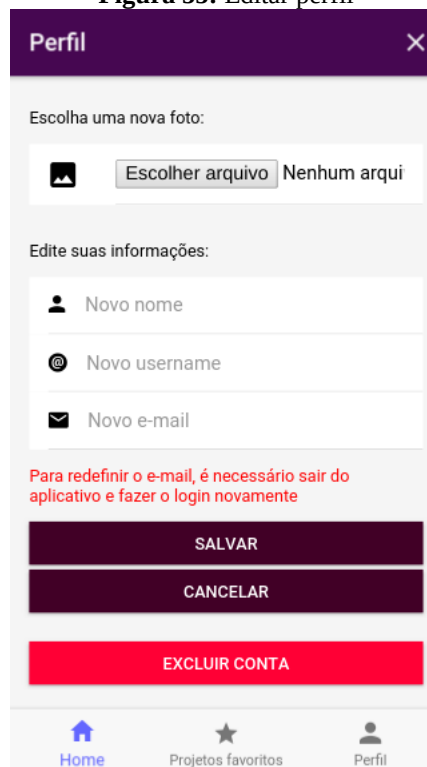 Figura 33: Editar perfil
Perfil
Escolha uma nova foto:
Escolher arquivo Nenhum arqui
Edite suas informações:
Novo nome
@ Novo username
Novo e-mail
Para redefinir o e-mail, é necessário sair do
aplicativo e fazer o login novamente
SALVAR
CANCELAR
EXCLUIR CONTA
Home Projetos favoritos Perfil